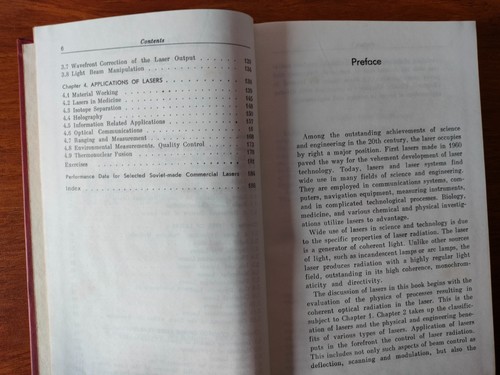 6 Contents
3.7 Wavefront Correction of the Laser Output
3.8 Light Beam Manipulation
Chapter 4. APPLICATIONS OF LASERS
4.1 Material Working
4.2 Lasers in Medicine
4.3 Isotope Separation
4.4 Holography
4.5 Information Related Applications
4.6 Optical Communications
4.7 Ranging and Measurement
4.8 Environmental Measurements, Quality Control
4.9 Thermonuclear Fusion
Exercises
Performance Data for Selected Soviet-made Commercial Lasers
Index
Preface
Among the outstanding achievements of science
and engineering in the 20th century, the laser occupies
by right a major position. First lasers made in 1960
paved the way for the vehement development of laser
technology. Today, lasers and laser systems find
wide use in many fields of science and engineering.
They are employed in communications systems, com-
puters, navigation equipment, measuring instruments,
and in complicated technological processes. Biology,
medicine, and various chemical and physical investig-
ations utilize lasers to advantage.
Wide use of lasers in science and technology is due
to the specific properties of laser radiation. The laser
is a generator of coherent light. Unlike other sources
of light, such as incandescent lamps or arc lamps, the
laser produces radiation with a highly regular light
field, outstanding in its high coherence, monochrom-
aticity and directivity.
The discussion of lasers in this book begins with the
evaluation of the physics of processes resulting in
coherent optical radiation in the laser. This is the
subject to Chapter 1. Chapter 2 takes up the classific-
ation of lasers and the physical and engineering bene-
fits of various types of lasers. Application of lasers
puts in the forefront the control of laser radiation.
This includes not only such aspects of beam control as
deflection, scanning and modulation, but also the